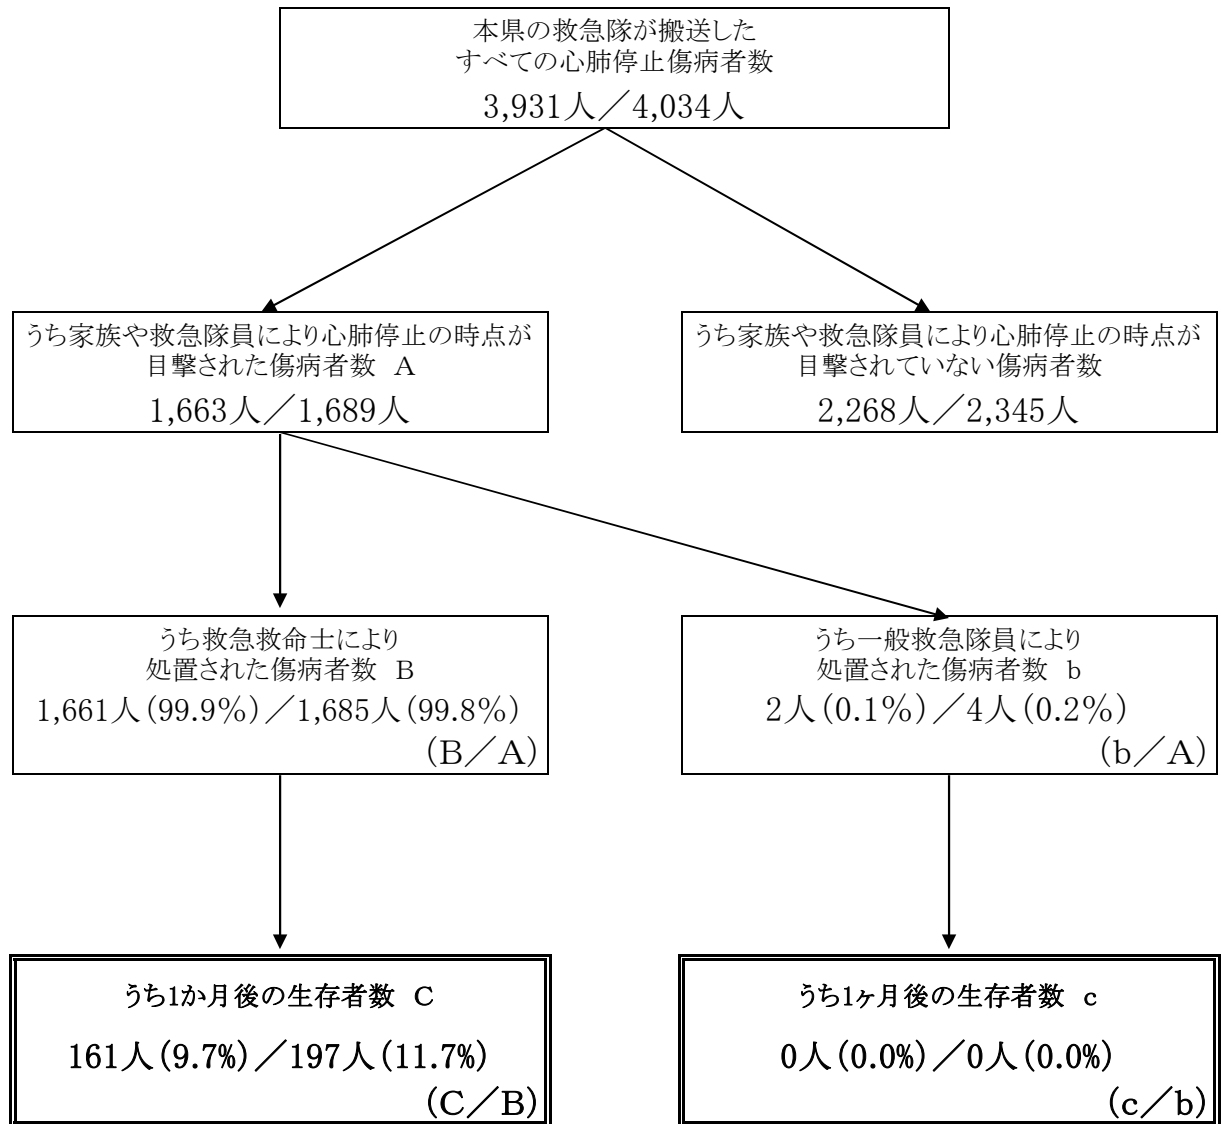 本県の救急隊が搬送した
すべての心肺停止傷病者数
3,931人／4,034人
うち家族や救急隊員により心肺停止の時点が
目撃された傷病者数　A
1,663人／1,689人
うち家族や救急隊員により心肺停止の時点が
目撃されていない傷病者数
2,268人／2,345人
うち救急救命士により
処置された傷病者数　B
1,661人（99.9％）／1,685人（99.8％）
（B／A）
うち一般救急隊員により
処置された傷病者数　b
2人（0.1％）／4人（0.2％）
（b／A）
うち1か月後の生存者数　C
161人（9.7%）／197人（11.7%）
（C／B）
うち1ヶ月後の生存者数　c
0人（0.0%）／0人（0.0%）
（c／b）